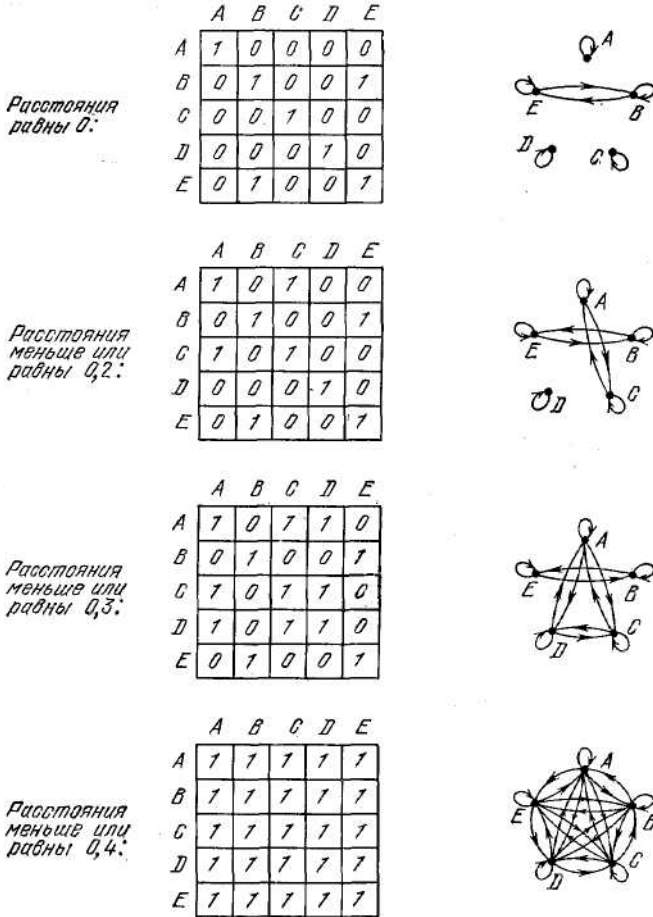 A B C D E
A 1 0 0 0 0
B 0 1 0 0 1
C 0 0 1 0 0
D 0 0 0 1 0
E 0 1 0 0 1
Расстояния
равны 0:
A
E
B
D
C
A B C D E
A 1 0 1 0 0
B 0 1 0 0 1
C 1 0 1 0 0
D 0 0 0 1 0
E 0 1 0 0 1
Расстояния
меньше или
равны 0,2:
A
E
B
C
D
A B C D E
A 1 0 1 1 0
B 0 1 0 0 1
C 1 0 1 1 0
D 1 0 1 1 0
E 0 1 0 0 1
Расстояния
меньше или
равны 0,3:
A
E
B
C
D
A B C D E
A 1 1 1 1 1
B 1 1 1 1 1
C 1 1 1 1 1
D 1 1 1 1 1
E 1 1 1 1 1
Расстояния
меньше или
равны 0,4:
A
E
B
C
D